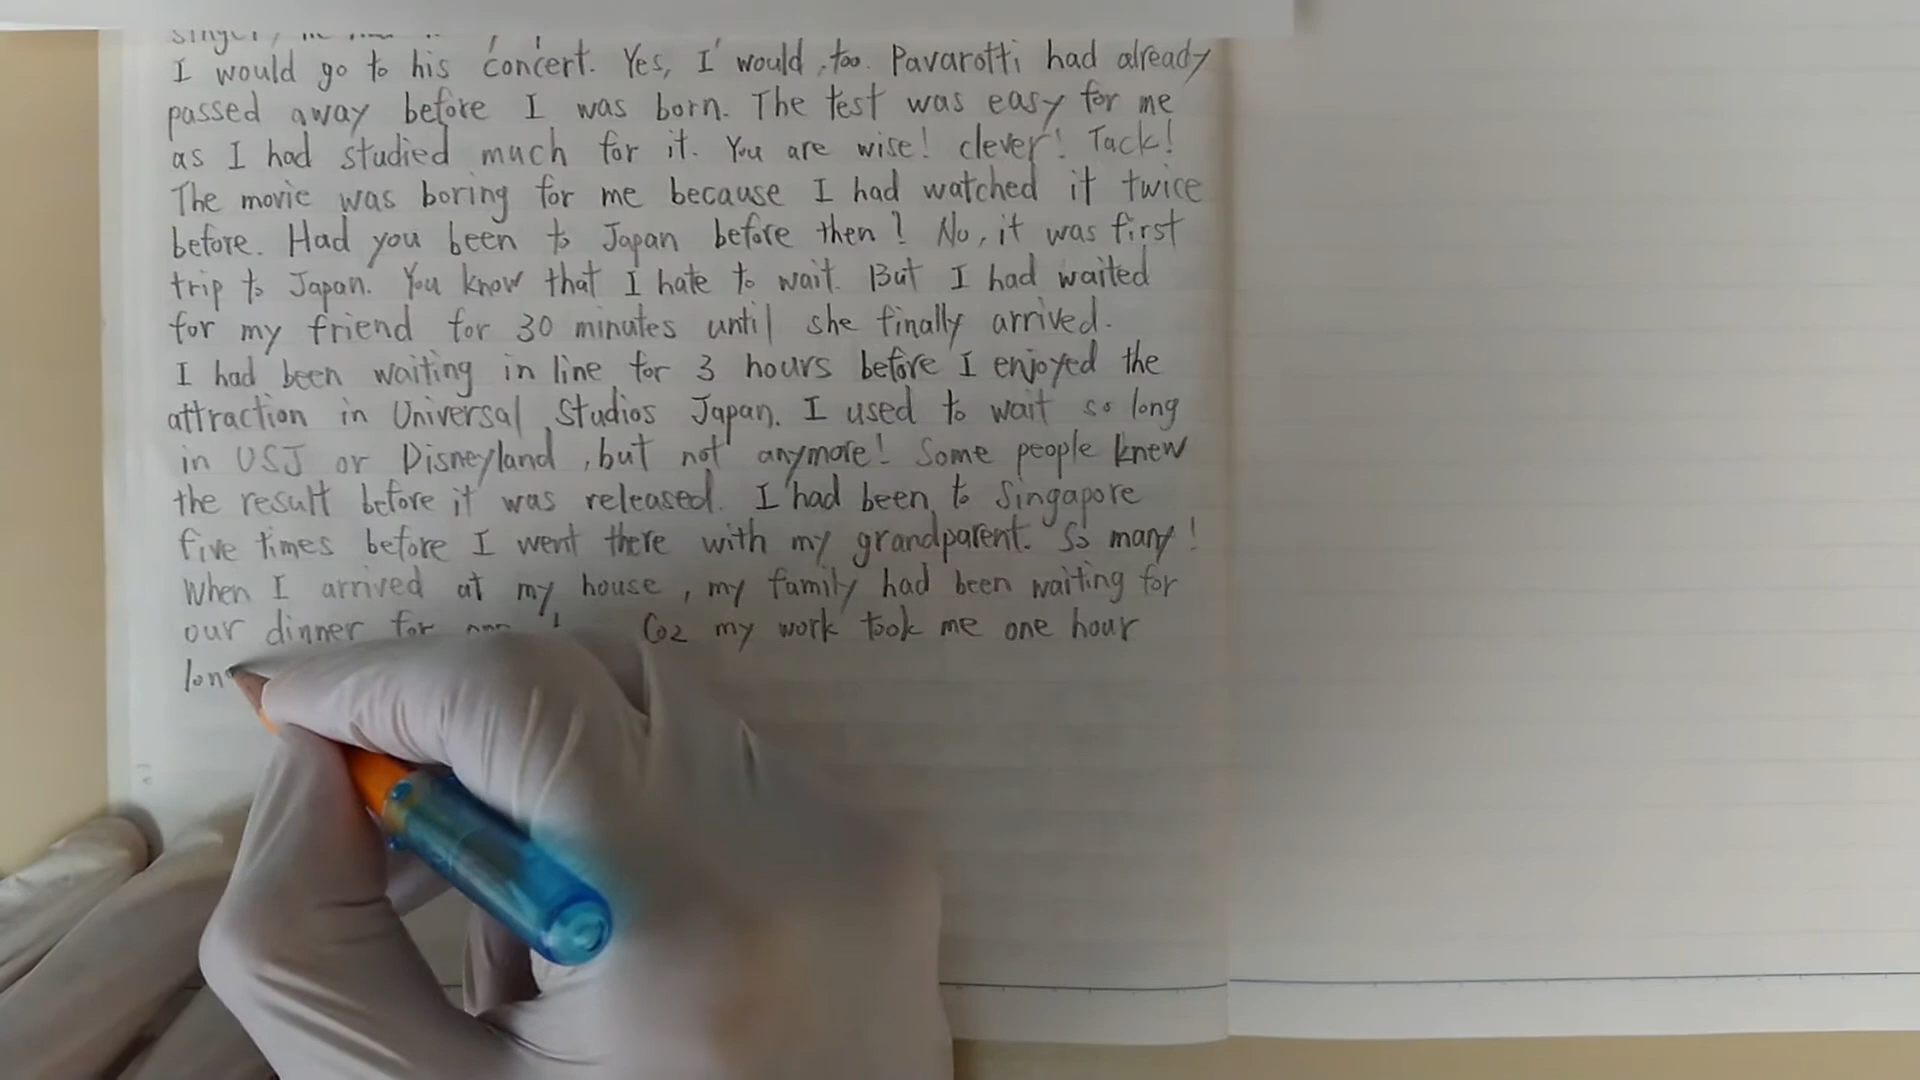 I would go to his concert. Yes, I would, too. Pavarotti had already
passed away before I was born. The test was easy for me
as I had studied much for it. You are wise! clever! Tack!
The movie was boring for me because I had watched it twice
before. Had you been to Japan before then? No, it was first
trip to Japan. You know that I hate to wait. But I had waited
for my friend for 30 minutes until she finally arrived.
I had been waiting in line for 3 hours before I enjoyed the
attraction in Universal Studios Japan. I used to wait so long
in USJ or Disneyland, but not anymore! Some people knew
the result before it was released. I had been to Singapore
five times before I went there with my grandparent. So many!
When I arrived at my house, my family had been waiting for
our dinner for Coz my work took me one hour